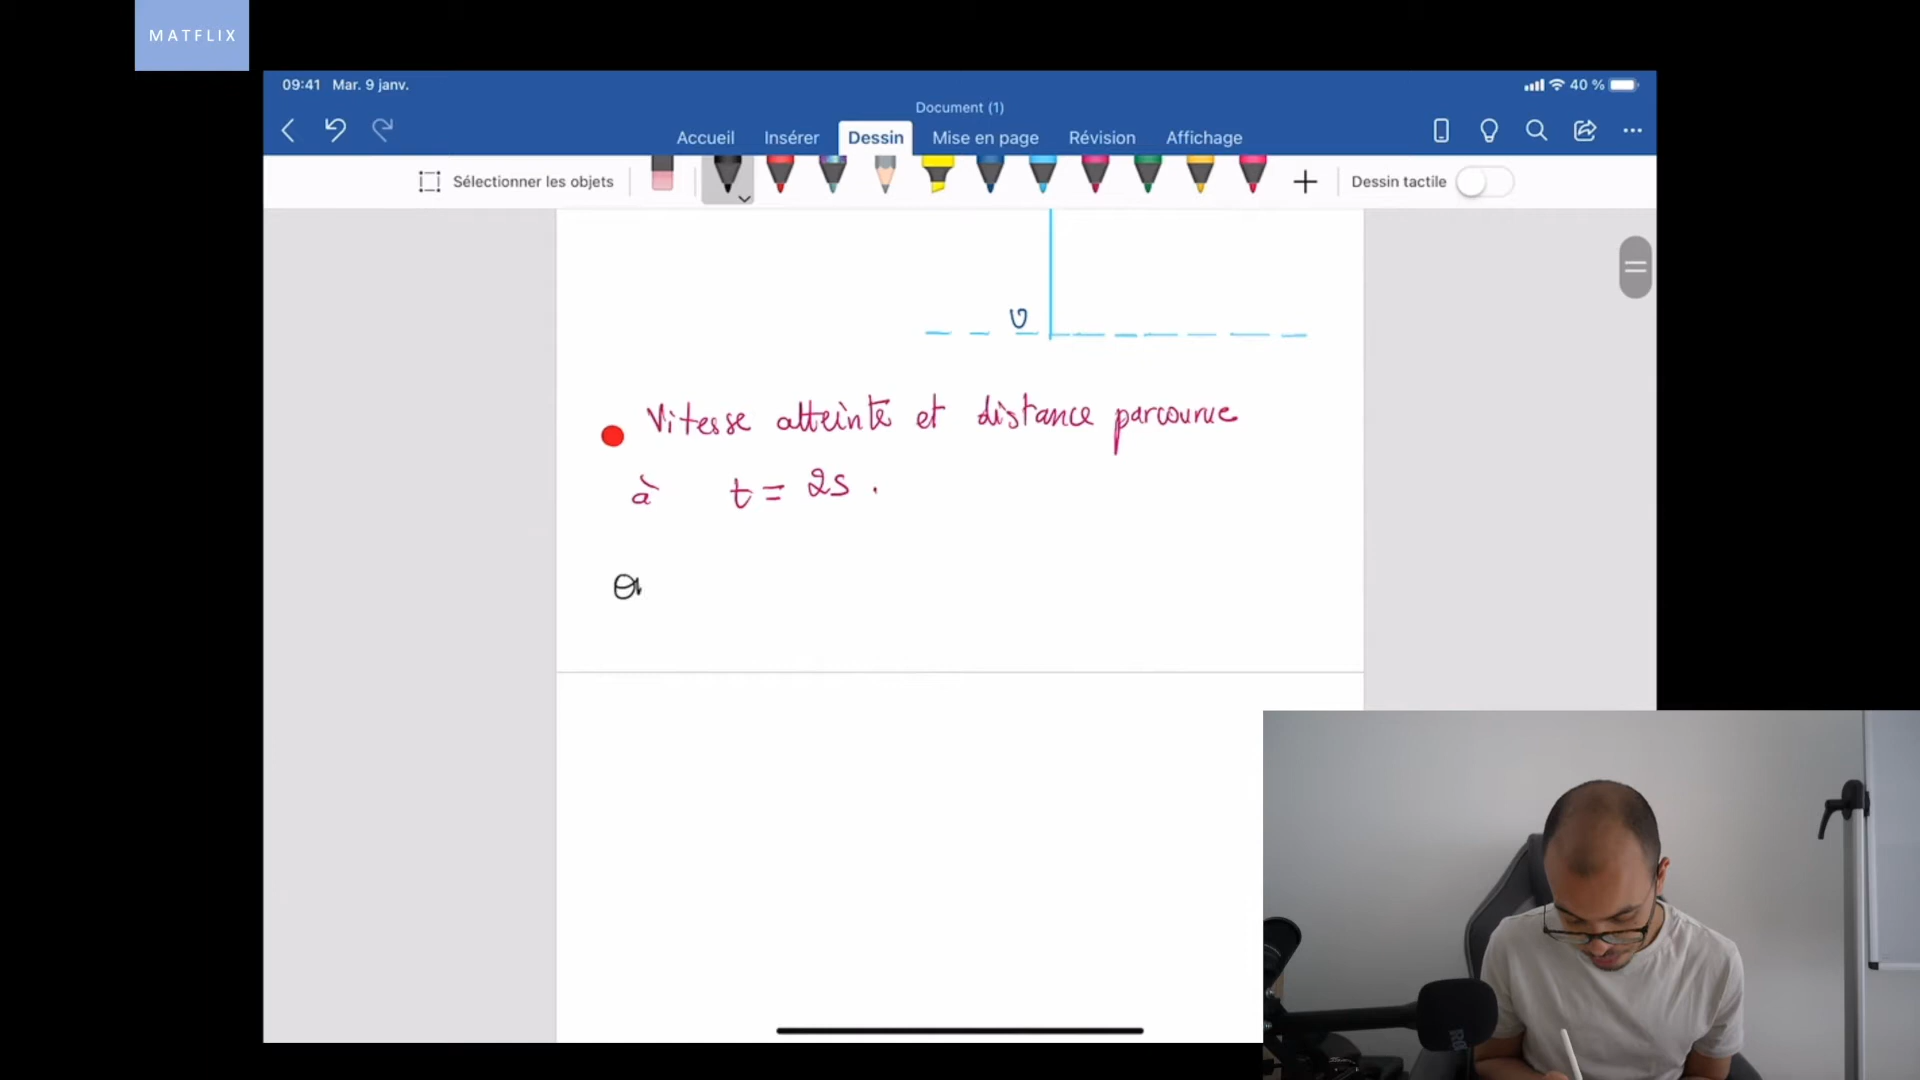 MATFLIX
09:41 Mar. 9 janv.
40 %
Document (1)
Accueil Insérer Dessin Mise en page Révision Affichage
Sélectionner les objets
Dessin tactile
Vitesse atteinte et distance parcourue
à t = 2s .
On